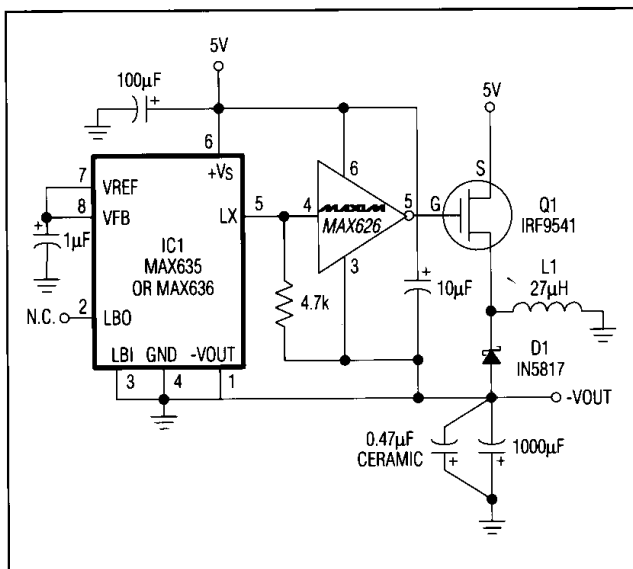 5V
100µF
+
5V
6
+VS
7
VREF
8
VFB
+
1µF
LX
5
4
6
MAXIM
MAX626
5
3
G
S
Q1
IRF9541
IC1
MAX635
OR MAX636
4.7k
+
10µF
L1
27µH
N.C.
2
LBO
D1
IN5817
LBI
GND
-VOUT
3
4
1
-VOUT
0.47µF
CERAMIC
+
1000µF
+